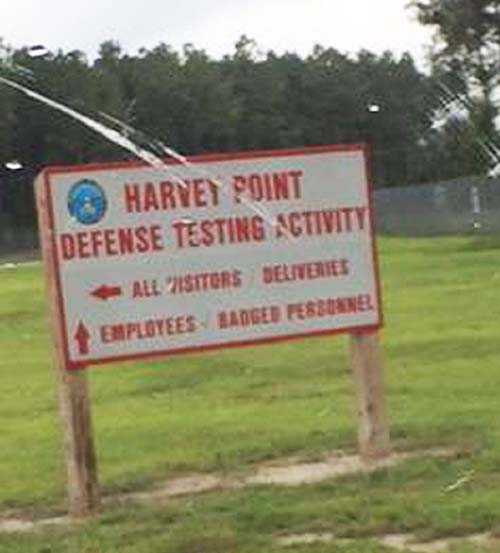 HARVEY POINT
DEFENSE TESTING ACTIVITY
ALL VISITORS / DELIVERIES
EMPLOYEES / BADGED PERSONNEL